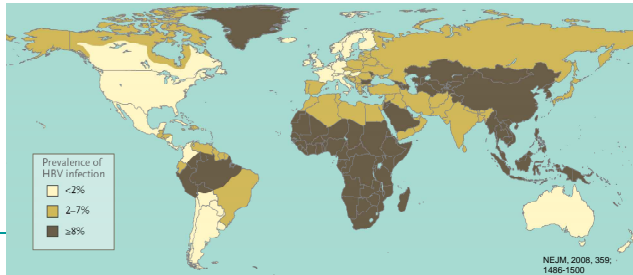 Prevalence of
HBV infection
<2%
2–7%
≥8%
NEJM, 2008, 359;
1486-1500